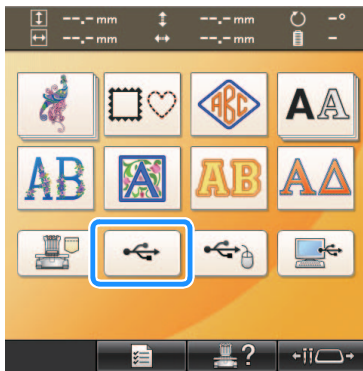 --.- mm --.- mm -°
--.- mm --.- mm -
ABC AA
AB A AB AΔ
?